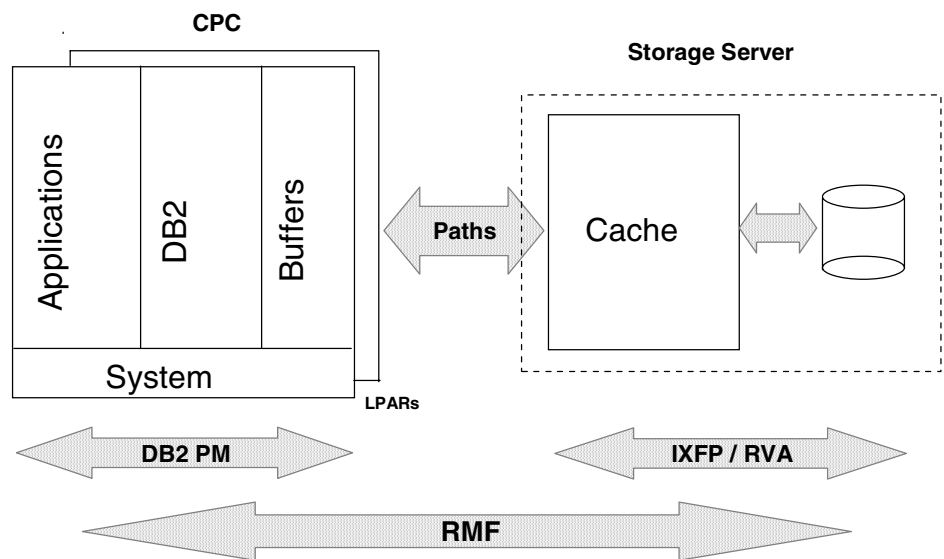 CPC
Storage Server
Applications
DB2
Buffers
Paths
Cache
System
LPARs
DB2 PM
IXFP / RVA
RMF